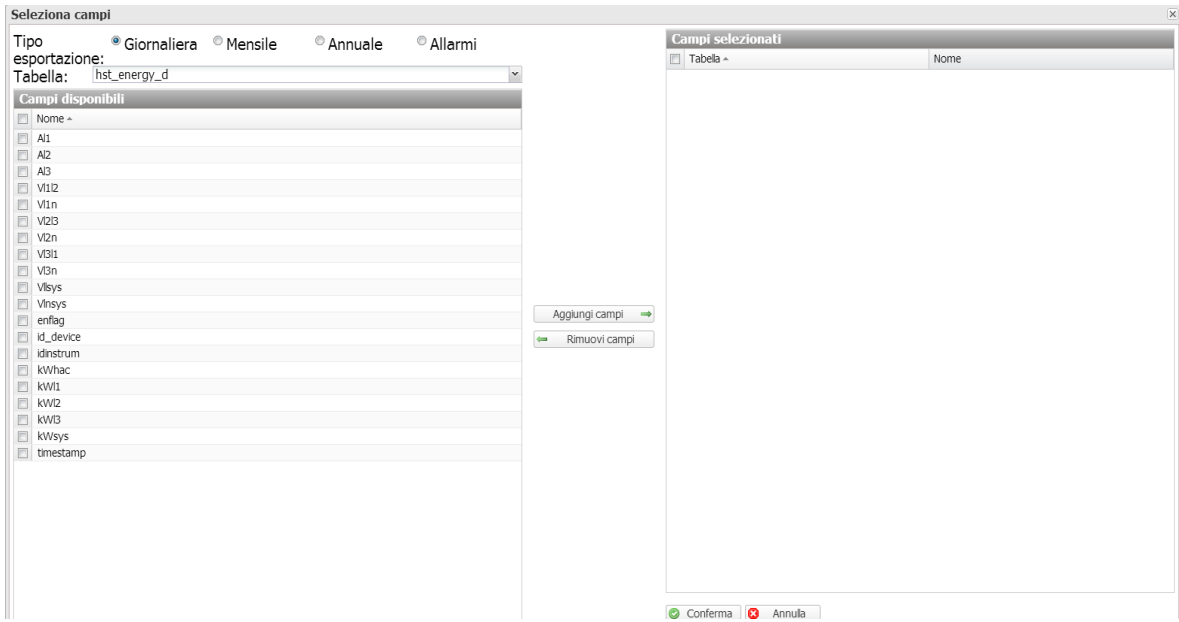 Seleziona campi
Tipo esportazione:
Giornaliera Mensile Annuale Allarmi
Tabella: hst_energy_d
Campi disponibili
Nome
Al1
Al2
Al3
Vl1l2
Vl1n
Vl2l3
Vl2n
Vl3l1
Vl3n
Vllsys
Vlnsys
enflag
id_device
idinstrum
kWhac
kWl1
kWl2
kWl3
kWsys
timestamp
Aggiungi campi
Rimuovi campi
Campi selezionati
Tabella Nome
Conferma Annulla